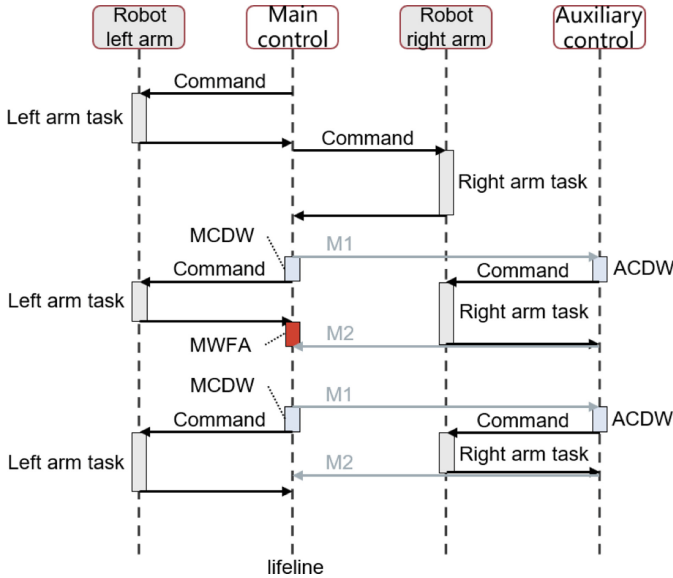 Robot
left arm
Main
control
Robot
right arm
Auxiliary
control
Command
Left arm task
Command
Right arm task
MCDW
M1
Command
Command
ACDW
Left arm task
Right arm task
MWFA
M2
MCDW
M1
Command
Command
ACDW
Left arm task
Right arm task
M2
lifeline